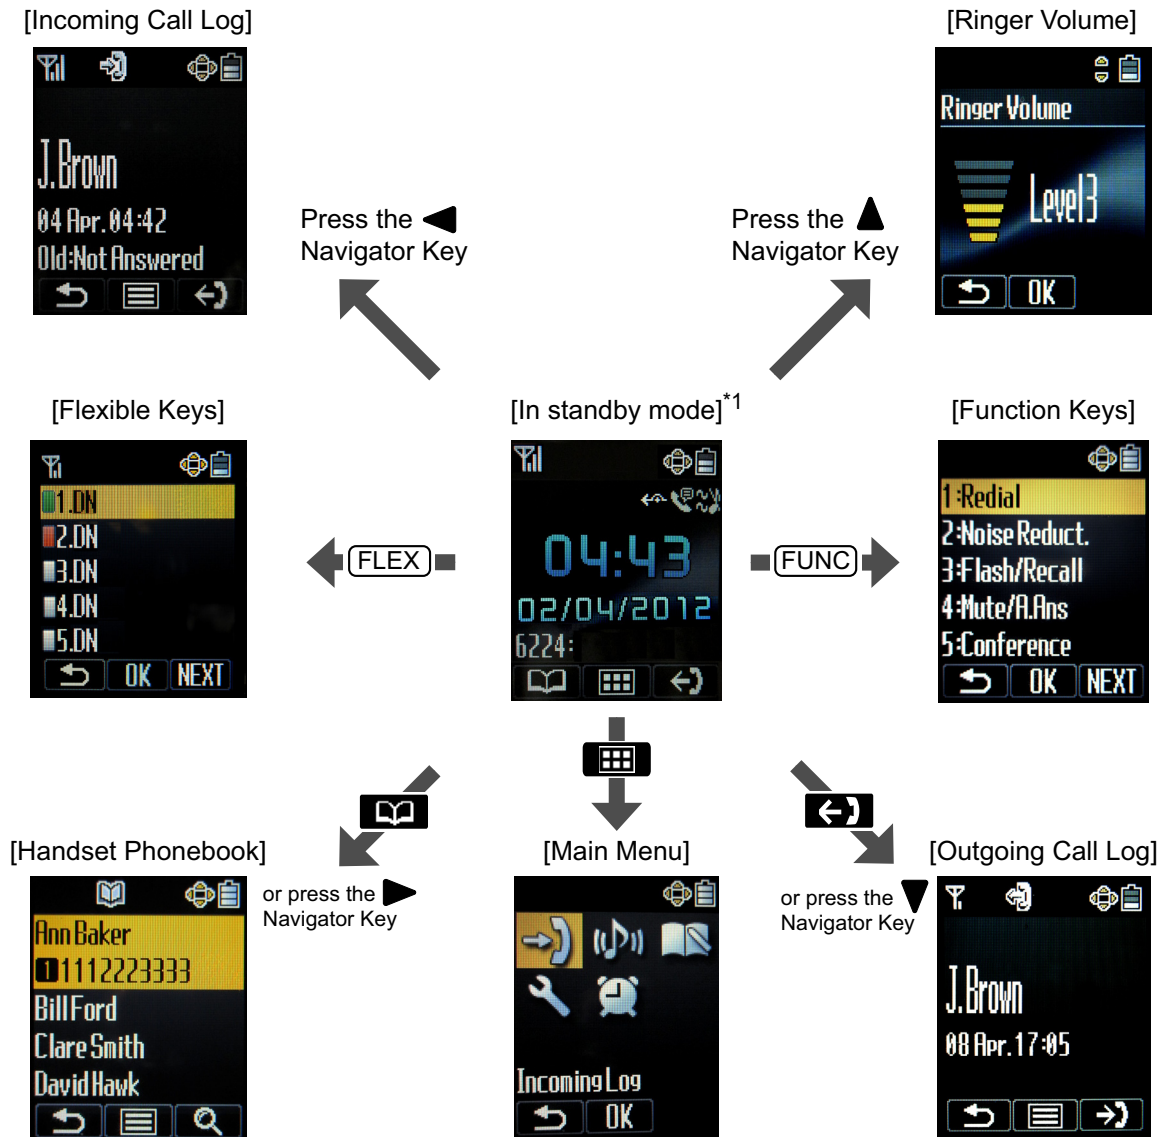 [Incoming Call Log]
J.Brown
04 Apr. 04:42
Old:Not Answered
Press the
Navigator Key
[Ringer Volume]
Ringer Volume
Level3
OK
Press the
Navigator Key
[Flexible Keys]
1.DN
2.DN
3.DN
4.DN
5.DN
OK NEXT
FLEX
[In standby mode]*1
04:43
02/04/2012
6224:
FUNC
[Function Keys]
1:Redial
2:Noise Reduct.
3:Flash/Recall
4:Mute/A.Ans
5:Conference
OK NEXT
[Handset Phonebook]
Ann Baker
1 1112223333
Bill Ford
Clare Smith
David Hawk
or press the
Navigator Key
[Main Menu]
Incoming Log
OK
or press the
Navigator Key
[Outgoing Call Log]
J.Brown
08 Apr. 17:05